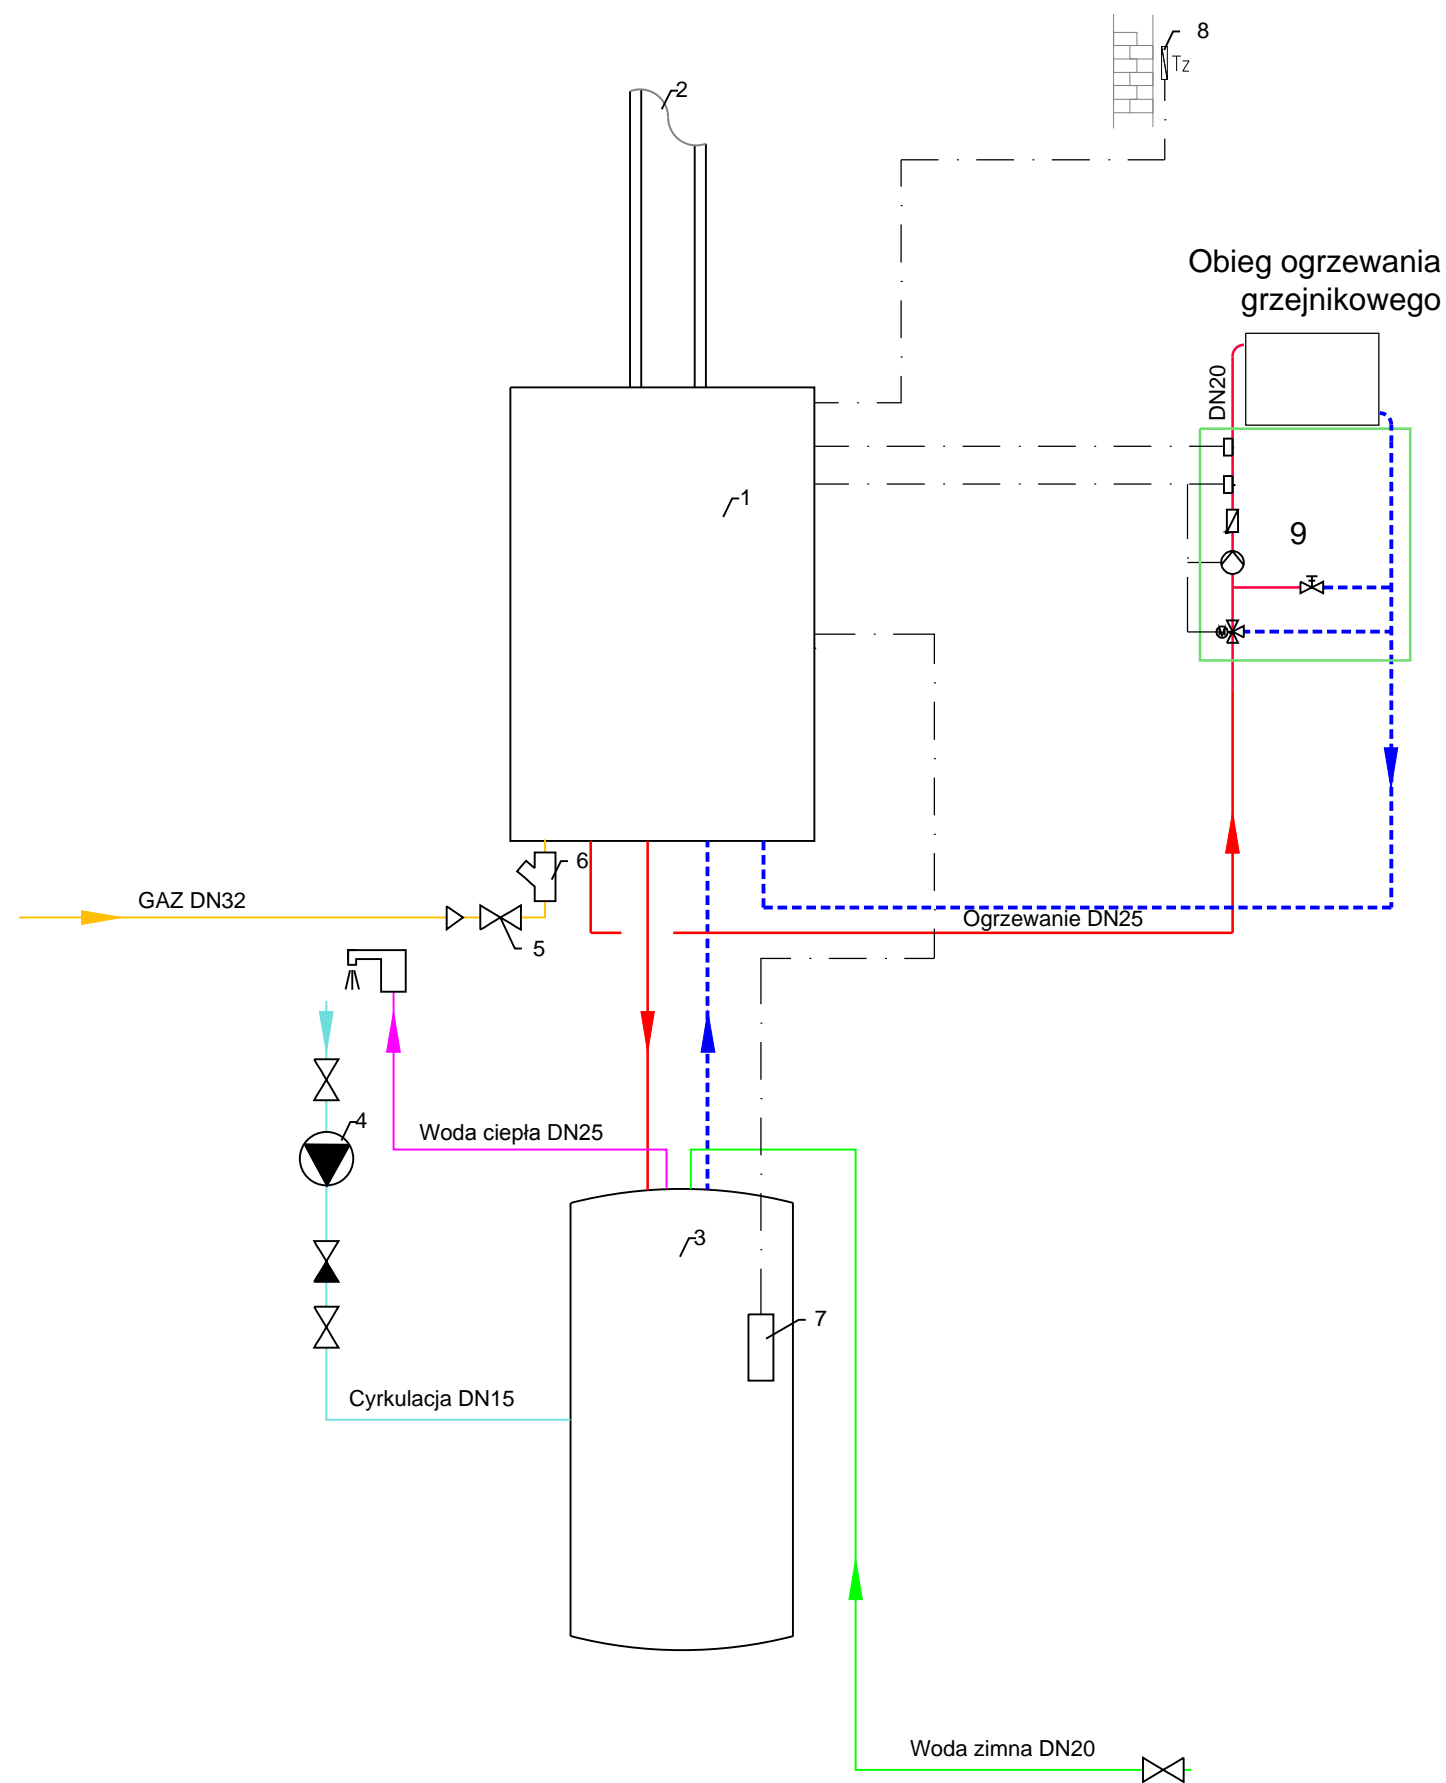 8
Tz
2
Obieg ogrzewania
grzejnikowego
DN20
1
9
M
6
GAZ DN32
5
Ogrzewanie DN25
4
Woda ciepła DN25
3
7
Cyrkulacja DN15
Woda zimna DN20